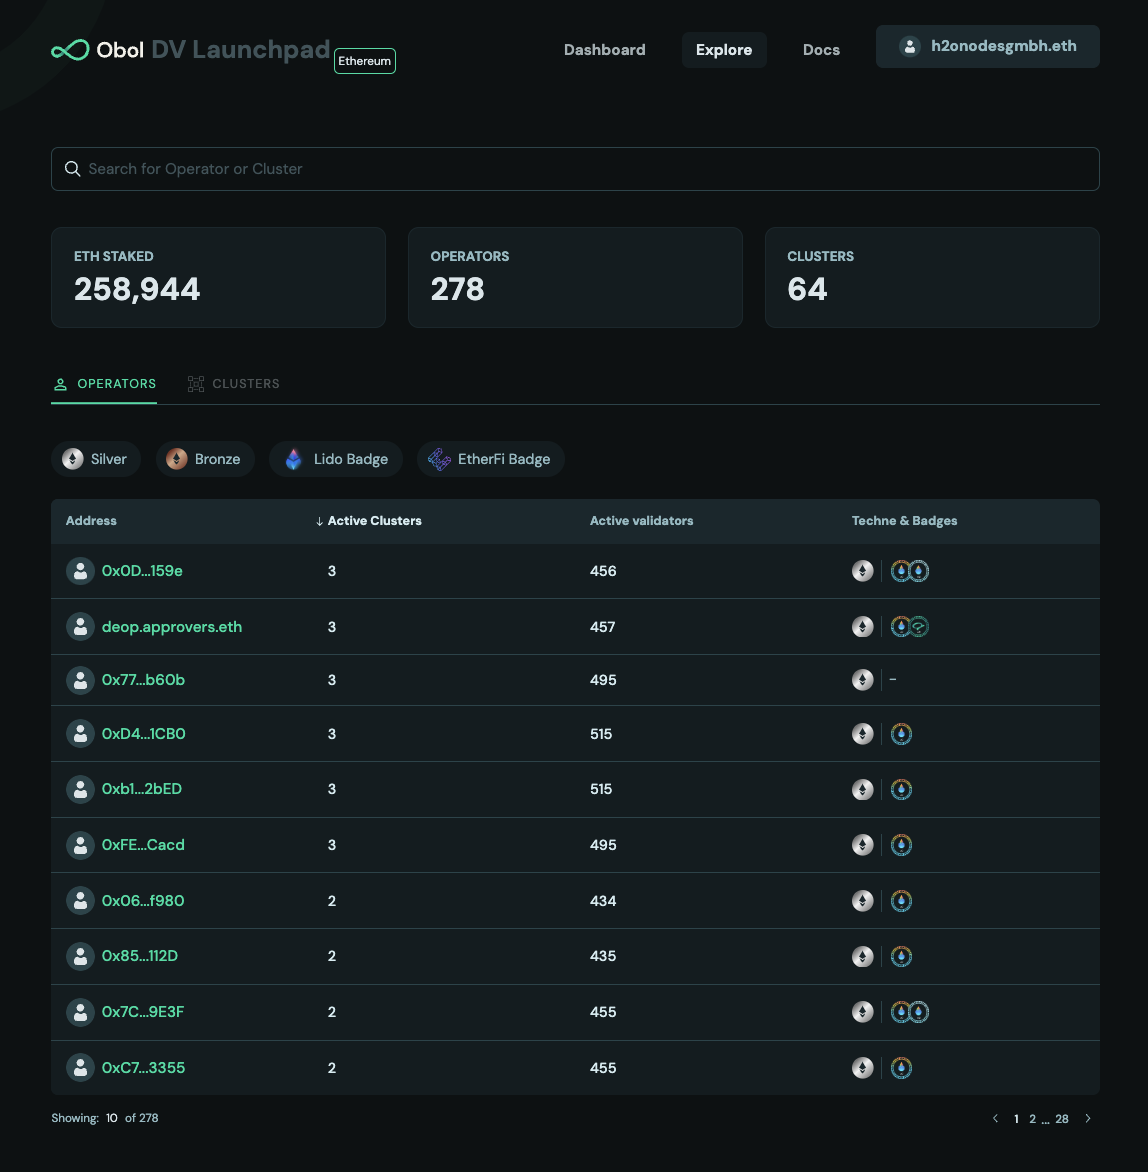 Obol DV Launchpad Ethereum
Dashboard Explore Docs h2onodesgmbh.eth
Search for Operator or Cluster
ETH STAKED OPERATORS CLUSTERS
258,944 278 64
OPERATORS CLUSTERS
Silver Bronze Lido Badge EtherFi Badge
Address ↓ Active Clusters Active validators Techne & Badges
0x0D...159e 3 456
deop.approvers.eth 3 457
0x77...b60b 3 495 –
0xD4...1CB0 3 515
0xb1...2bED 3 515
0xFE...Cacd 3 495
0x06...f980 2 434
0x85...112D 2 435
0x7C...9E3F 2 455
0xC7...3355 2 455
Showing: 10 of 278 < 1 2 ... 28 >